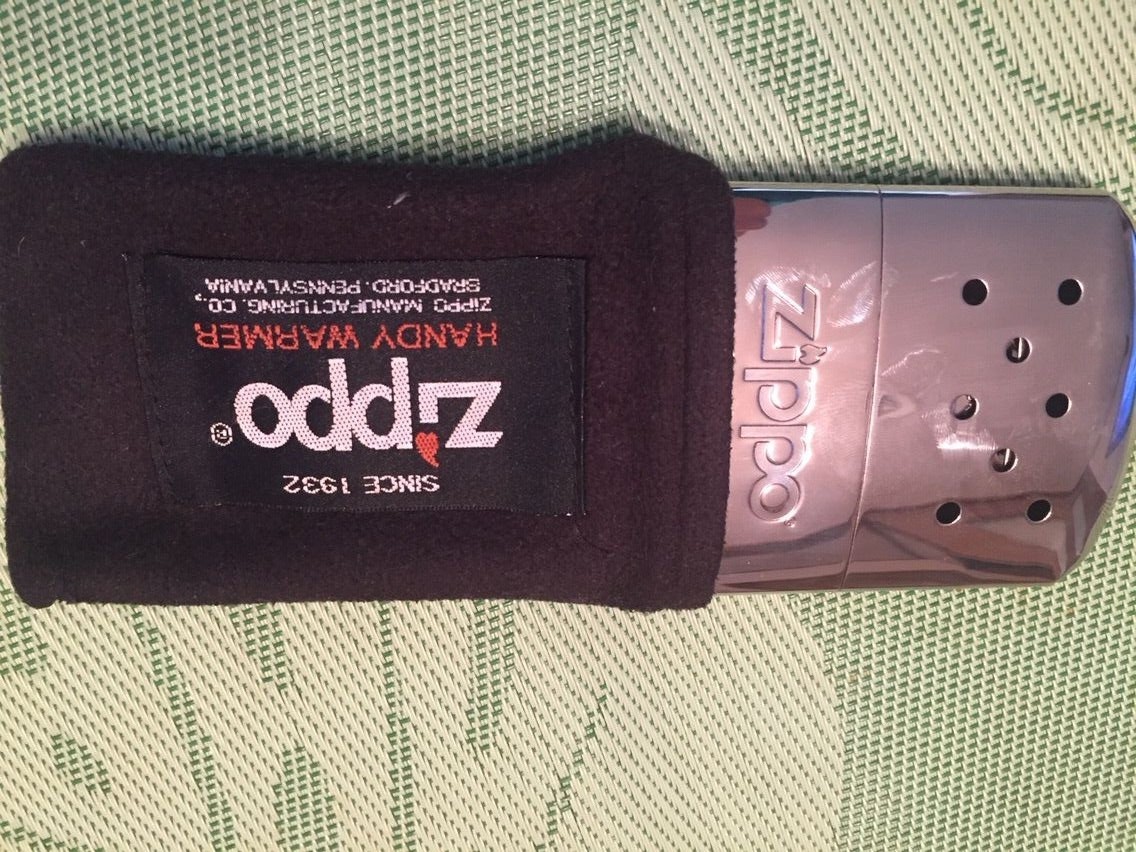 SINCE 1932
Zippo®
HANDY WARMER
ZIPPO MANUFACTURING CO.,
BRADFORD, PENNSYLVANIA
Zippo